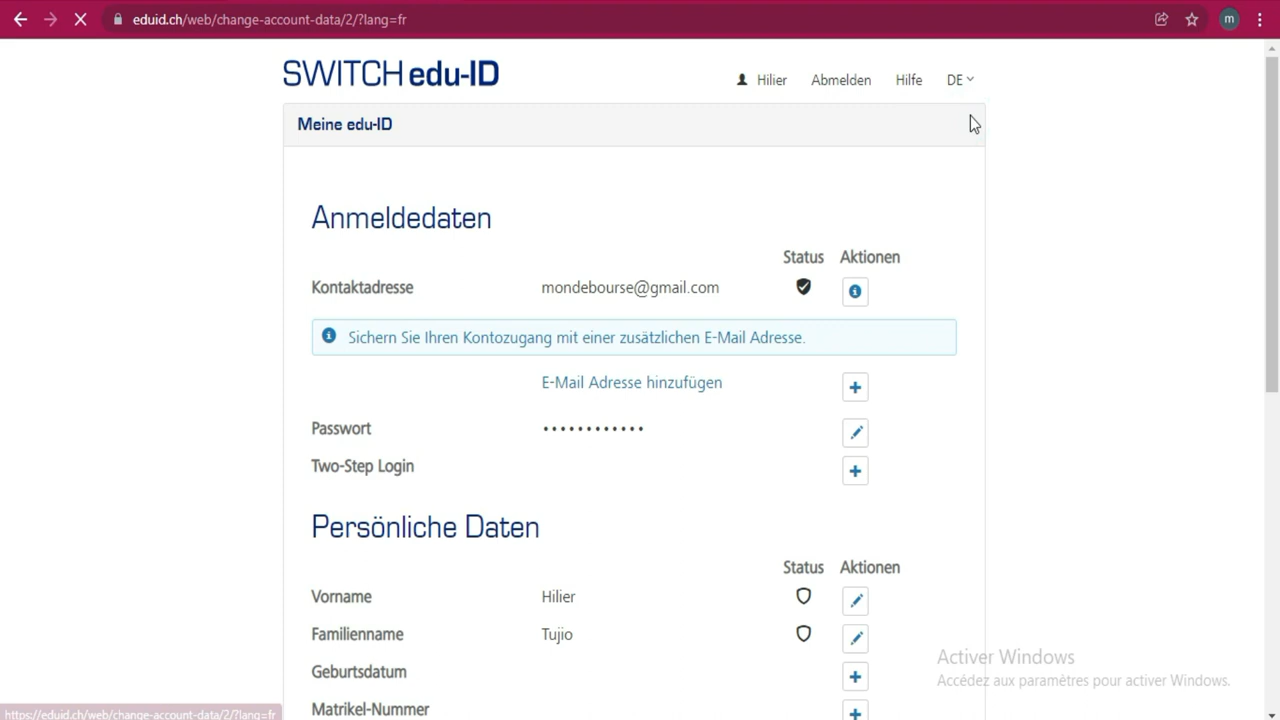 eduid.ch/web/change-account-data/2/?lang=fr
m
SWITCH edu-ID
Hilier Abmelden Hilfe DE
Meine edu-ID
Anmeldedaten
Status Aktionen
Kontaktadresse mondebourse@gmail.com
Sichern Sie Ihren Kontozugang mit einer zusätzlichen E-Mail Adresse.
E-Mail Adresse hinzufügen
Passwort ••••••••••••
Two-Step Login
Persönliche Daten
Status Aktionen
Vorname Hilier
Familienname Tujio
Geburtsdatum
Matrikel-Nummer
Activer Windows
Accédez aux paramètres pour activer Windows.
https://eduid.ch/web/change-account-data/2/?lang=fr